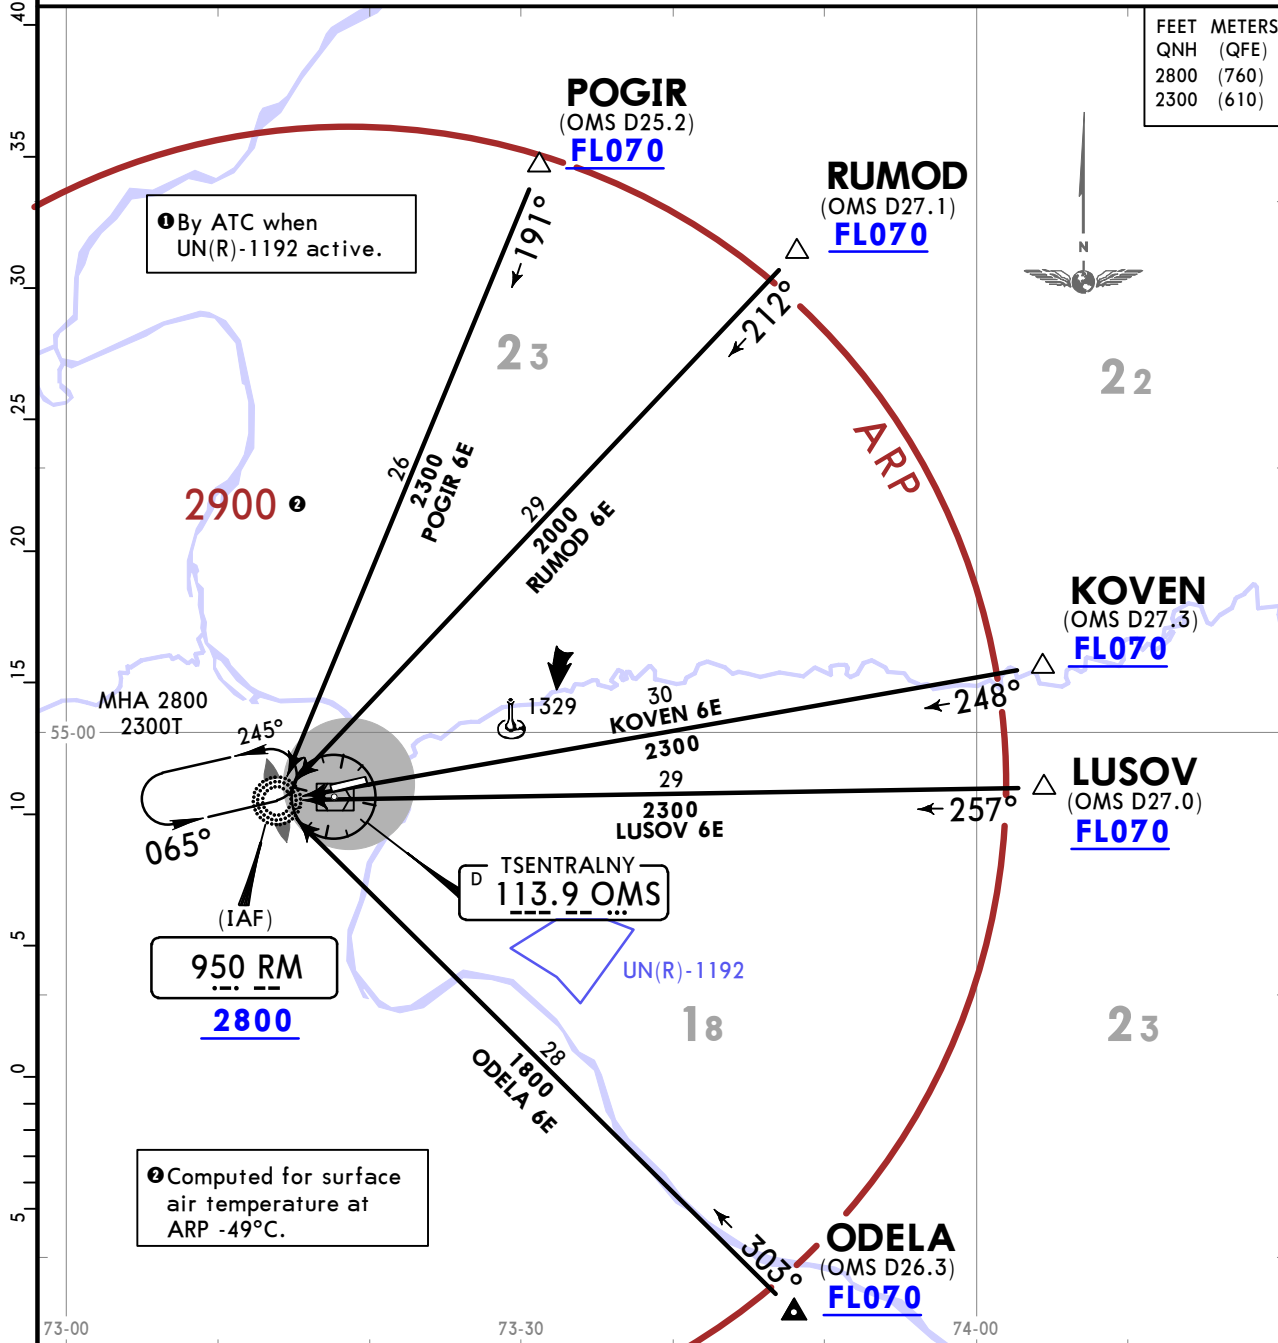 FEET METERS
QNH (QFE)
2800 (760)
2300 (610)
40
35
30
25
20
15
10
5
0
5
POGIR
(OMS D25.2)
FL070
RUMOD
(OMS D27.1)
FL070
❶By ATC when
UN(R)-1192 active.
191°
212°
N
23
22
ARP
2900 ❷
26
2300
POGIR 6E
29
2000
RUMOD 6E
KOVEN
(OMS D27.3)
FL070
MHA 2800
2300T
245°
55-00
1329
30
KOVEN 6E
2300
248°
29
2300
LUSOV 6E
257°
LUSOV
(OMS D27.0)
FL070
065°
TSENTRALNY
D 113.9 OMS
(IAF)
950 RM
2800
UN(R)-1192
18
23
28
1800
ODELA 6E
❷Computed for surface
air temperature at
ARP -49°C.
303°
ODELA
(OMS D26.3)
FL070
73-00
73-30
74-00